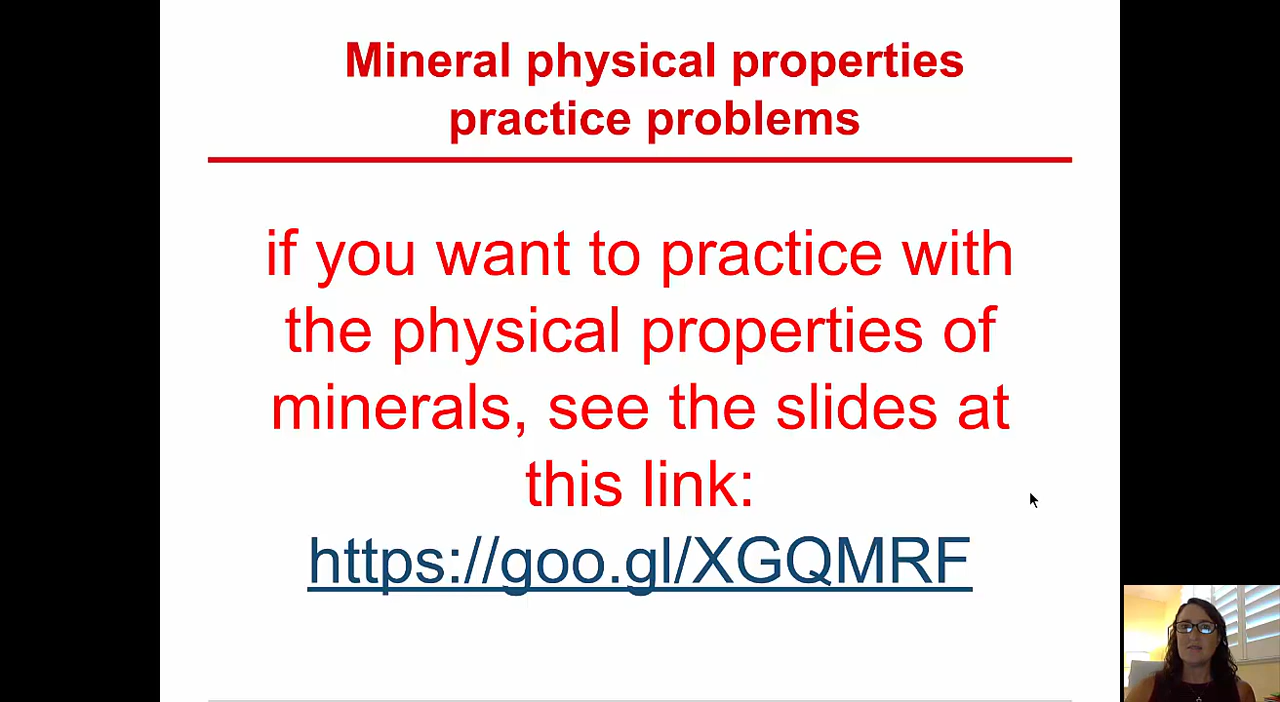 Mineral physical properties
practice problems
if you want to practice with
the physical properties of
minerals, see the slides at
this link:
https://goo.gl/XGQMRF